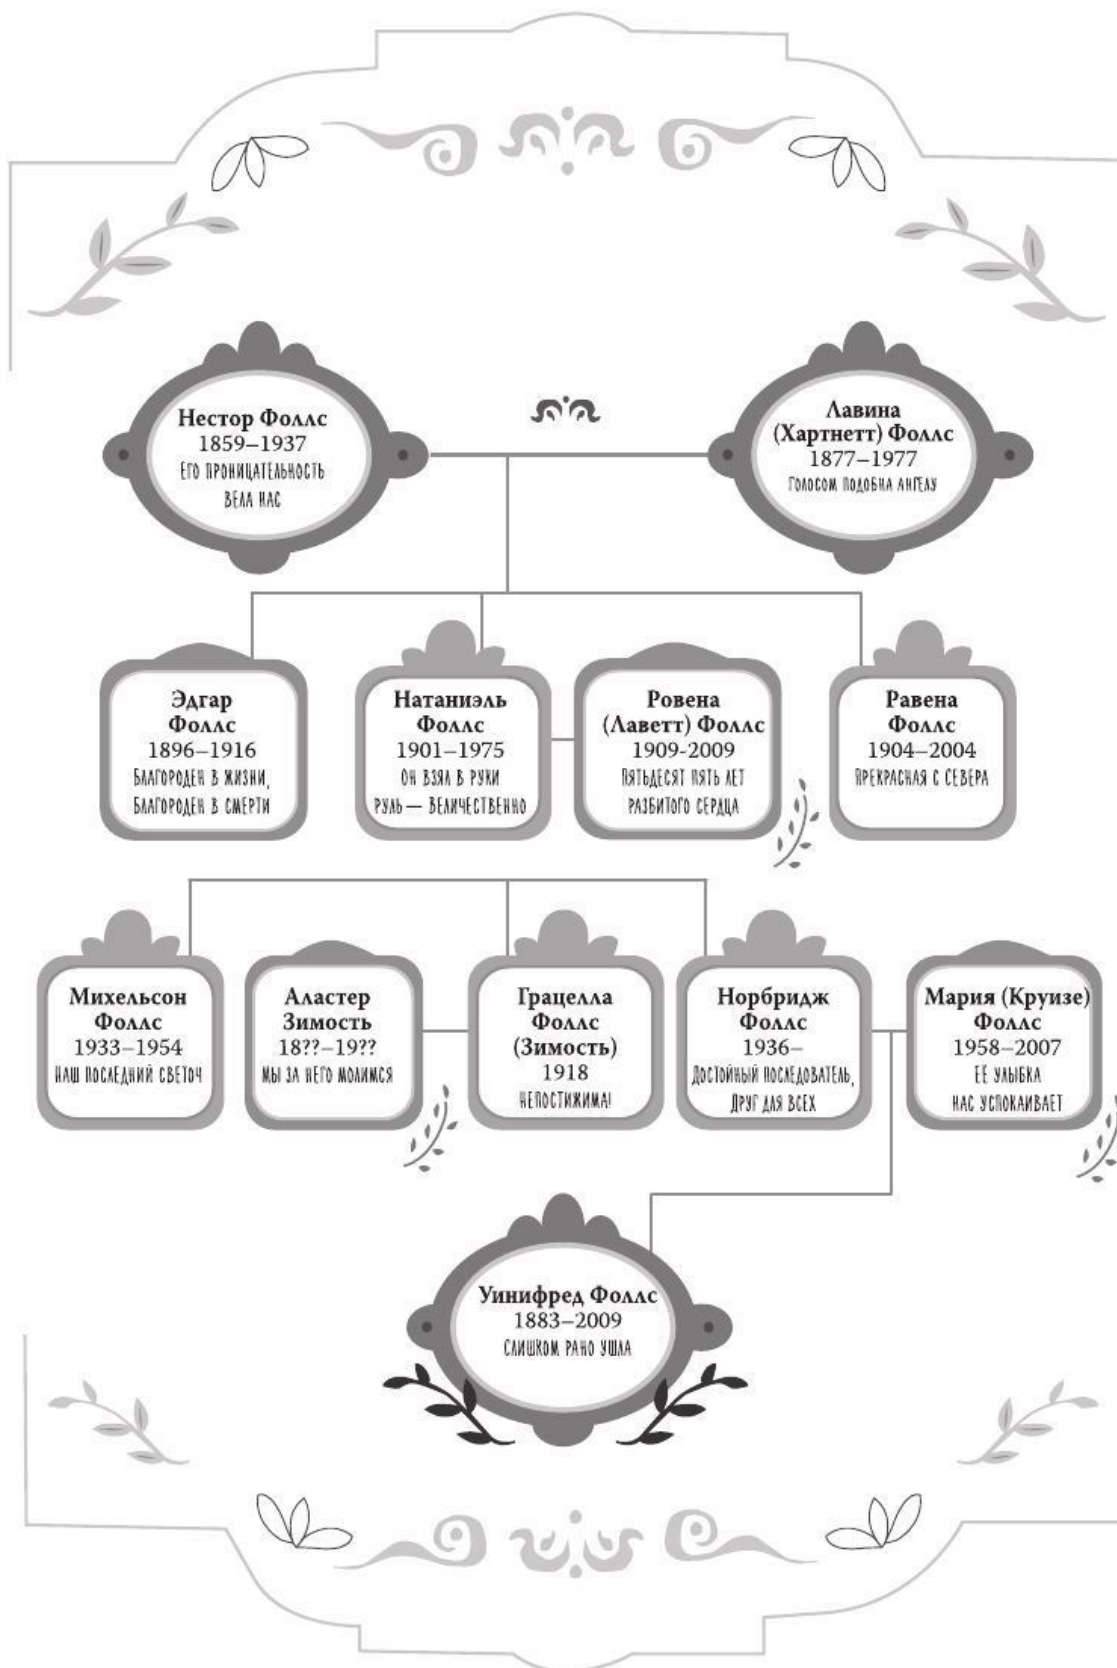 Нестор Фоллс
1859–1937
Его проницательность
вела нас
Лавина
(Хартнетт) Фоллс
1877–1977
Голосом подобна ангелу
Эдгар
Фоллс
1896–1916
Благороден в жизни,
благороден в смерти
Натаниэль
Фоллс
1901–1975
Он взял в руки
руль — величественно
Ровена
(Лаветт) Фоллс
1909-2009
Пятьдесят пять лет
разбитого сердца
Равена
Фоллс
1904–2004
Прекрасная с севера
Михельсон
Фоллс
1933–1954
Наш последний светоч
Аластер
Зимость
18??–19??
Мы за него молимся
Грацелла
Фоллс
(Зимость)
1918
Непостижима!
Норбридж
Фоллс
1936–
Достойный последователь,
друг для всех
Мария (Круизе)
Фоллс
1958–2007
Её улыбка
нас успокаивает
Уинифред Фоллс
1883–2009
Слишком рано ушла